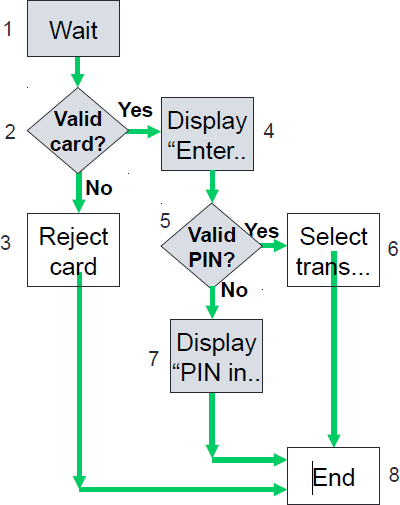 1
Wait
2
Valid
card?
Yes
Display
“Enter..
4
No
3
Reject
card
5
Valid
PIN?
Yes
Select
trans...
6
No
7
Display
“PIN in..
End
8